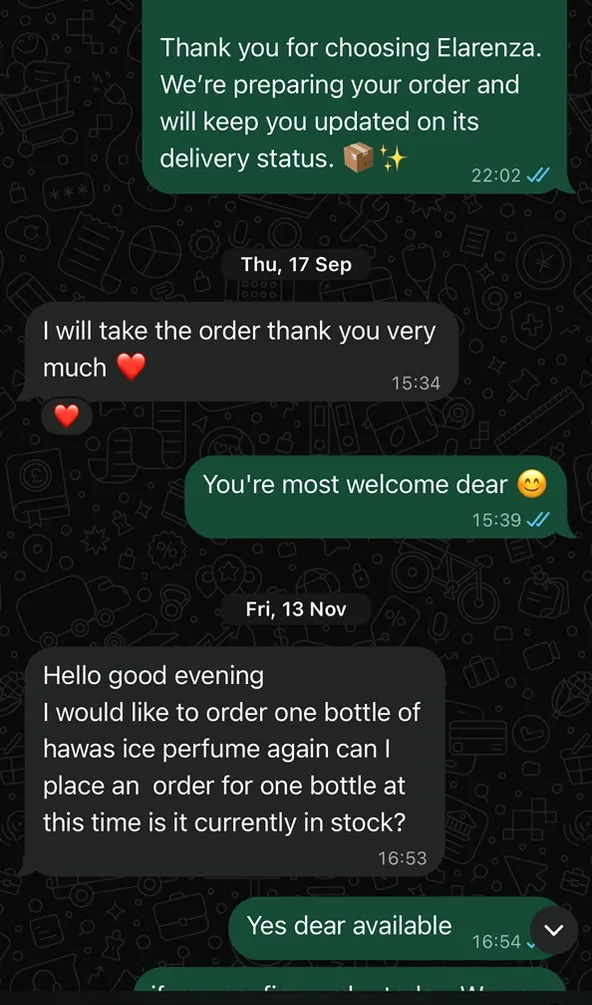 Thank you for choosing Elarenza.
We're preparing your order and
will keep you updated on its
delivery status. 📦✨
22:02
Thu, 17 Sep
I will take the order thank you very
much ❤️
15:34
❤️
You're most welcome dear 😊
15:39
Fri, 13 Nov
Hello good evening
I would like to order one bottle of
hawas ice perfume again can I
place an  order for one bottle at
this time is it currently in stock?
16:53
Yes dear available
16:54